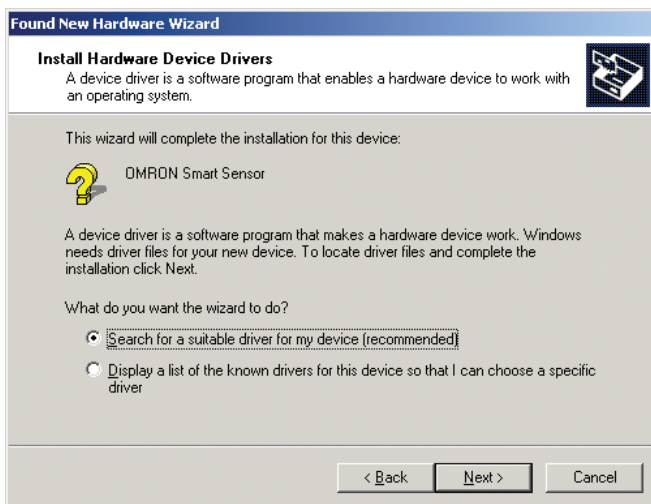 Found New Hardware Wizard
Install Hardware Device Drivers
A device driver is a software program that enables a hardware device to work with
an operating system.
This wizard will complete the installation for this device:
OMRON Smart Sensor
A device driver is a software program that makes a hardware device work. Windows
needs driver files for your new device. To locate driver files and complete the
installation click Next.
What do you want the wizard to do?
Search for a suitable driver for my device (recommended)
Display a list of the known drivers for this device so that I can choose a specific
driver
< Back Next > Cancel